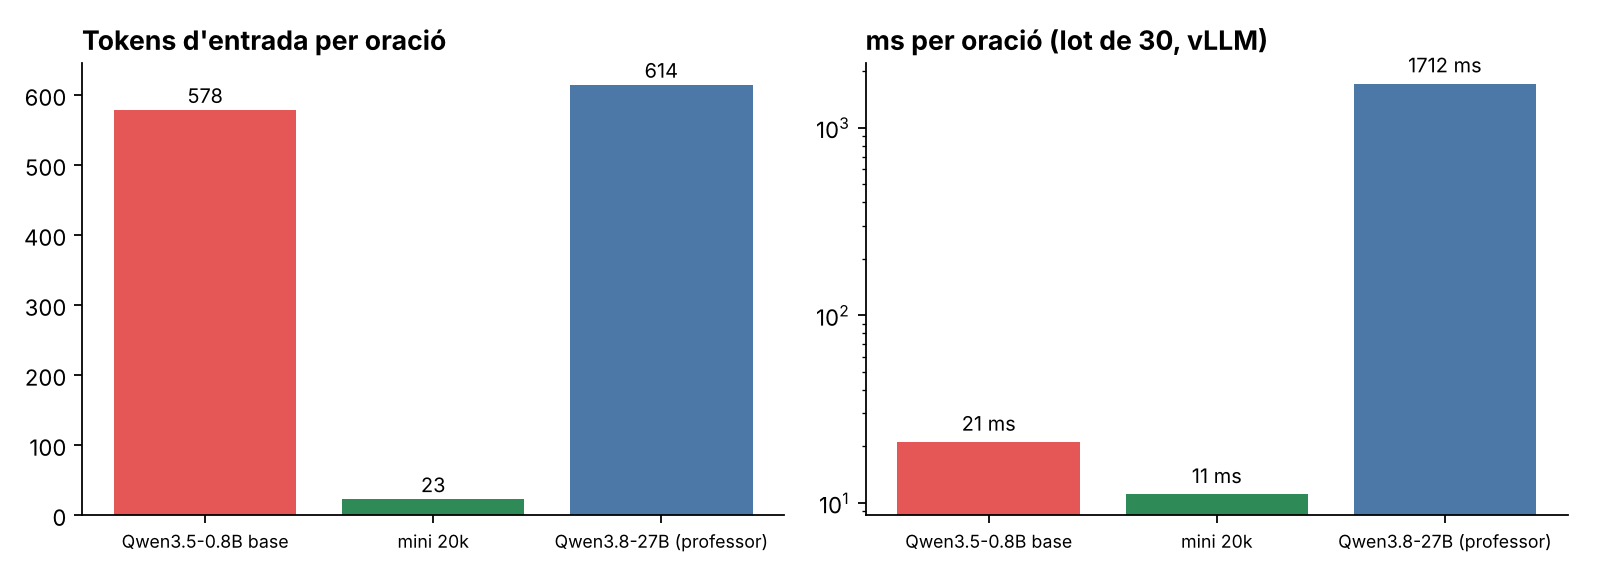 Tokens d'entrada per oració
600
500
400
300
200
100
0
578
23
614
Qwen3.5-0.8B base
mini 20k
Qwen3.8-27B (professor)
ms per oració (lot de 30, vLLM)
10³
10²
10¹
21 ms
11 ms
1712 ms
Qwen3.5-0.8B base
mini 20k
Qwen3.8-27B (professor)